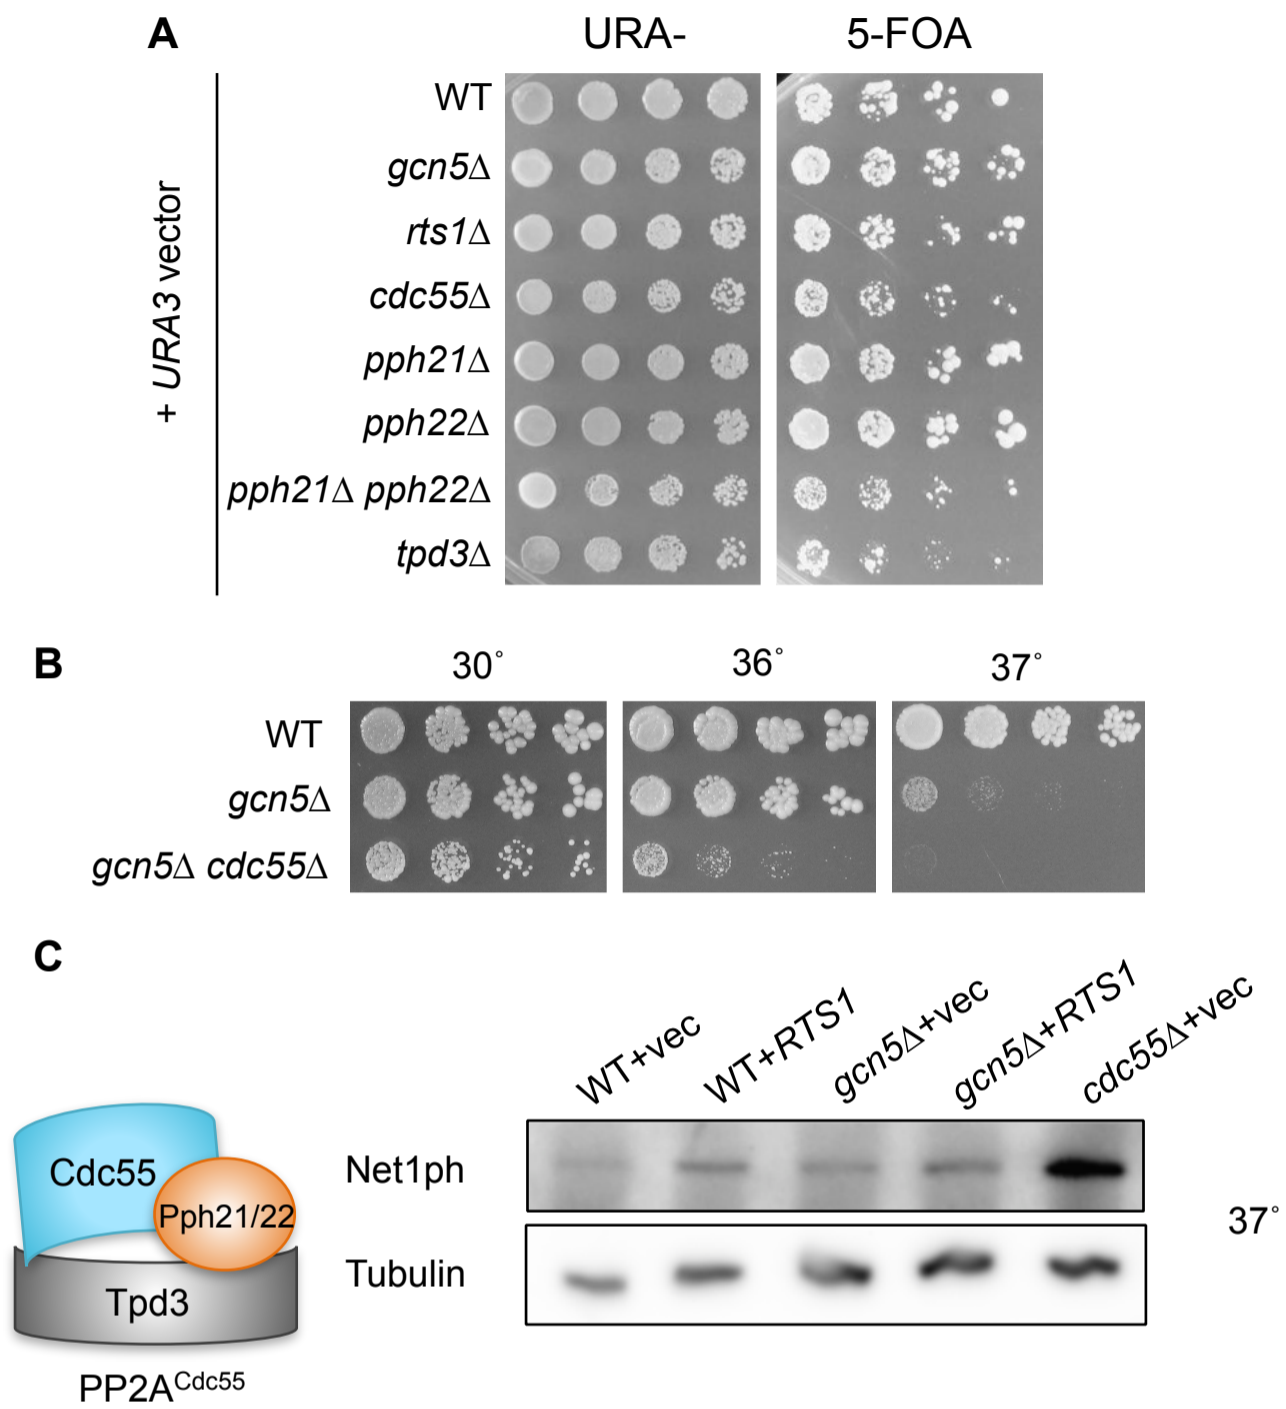 A
URA-
5-FOA
+ URA3 vector
WT
gcn5Δ
rts1Δ
cdc55Δ
pph21Δ
pph22Δ
pph21Δ pph22Δ
tpd3Δ
B
30°
36°
37°
WT
gcn5Δ
gcn5Δ cdc55Δ
C
WT+vec
WT+RTS1
gcn5Δ+vec
gcn5Δ+RTS1
cdc55Δ+vec
Cdc55
Pph21/22
Tpd3
PP2ACdc55
Net1ph
Tubulin
37°